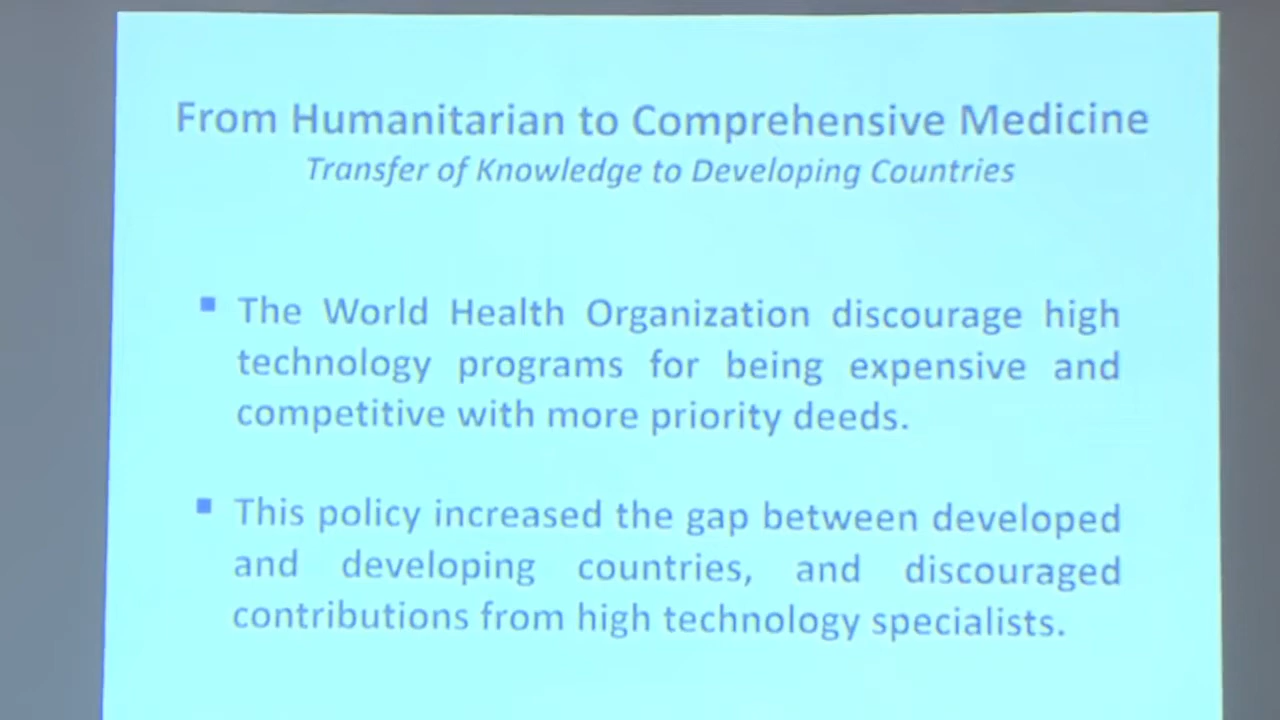 From Humanitarian to Comprehensive Medicine
Transfer of Knowledge to Developing Countries
▪ The World Health Organization discourage high
technology programs for being expensive and
competitive with more priority deeds.
▪ This policy increased the gap between developed
and developing countries, and discouraged
contributions from high technology specialists.